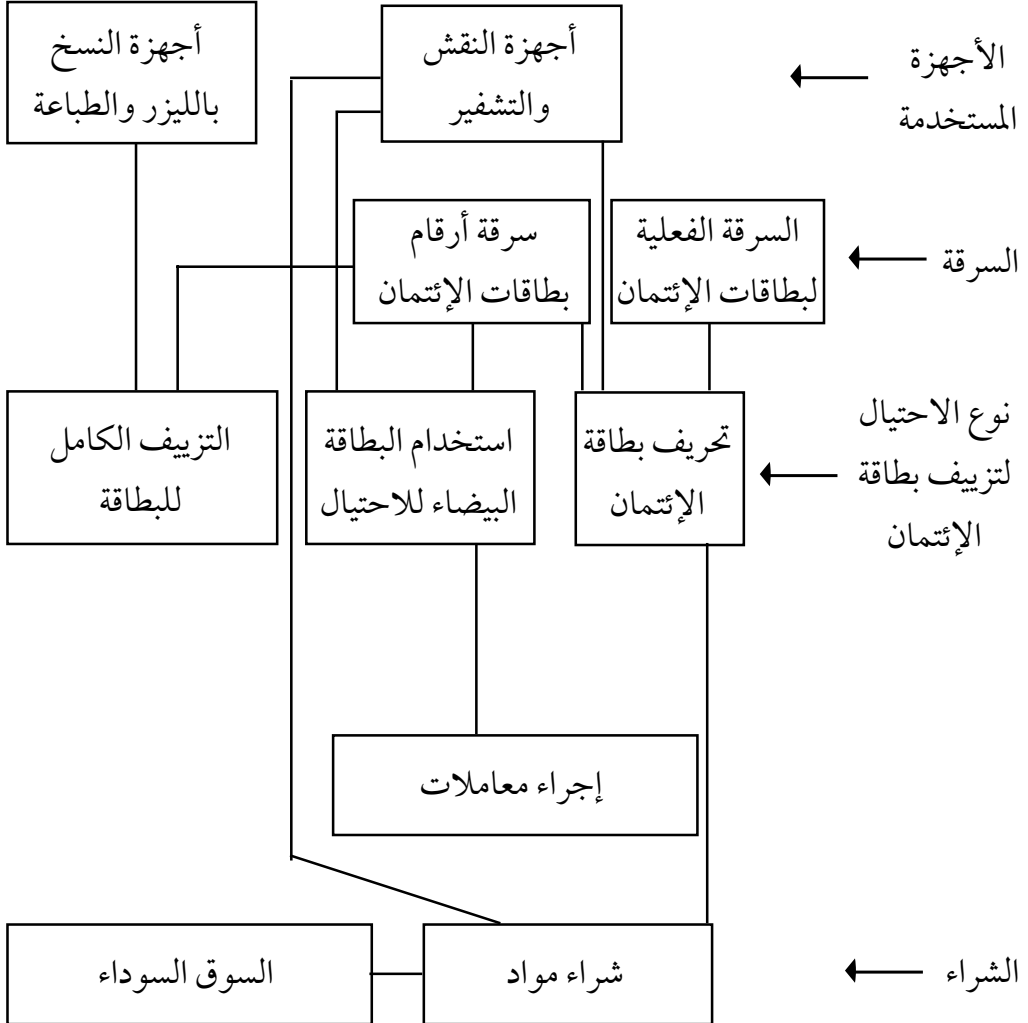 الأجهزة
المستخدمة
أجهزة النقش
والتشفير
أجهزة النسخ
بالليزر والطباعة
السرقة
السرقة الفعلية
لبطاقات الإئتمان
سرقة أرقام
بطاقات الإئتمان
نوع الاحتيال
لتزييف بطاقة
الإئتمان
تحريف بطاقة
الإئتمان
استخدام البطاقة
البيضاء للاحتيال
التزييف الكامل
للبطاقة
إجراء معاملات
الشراء
شراء مواد
السوق السوداء